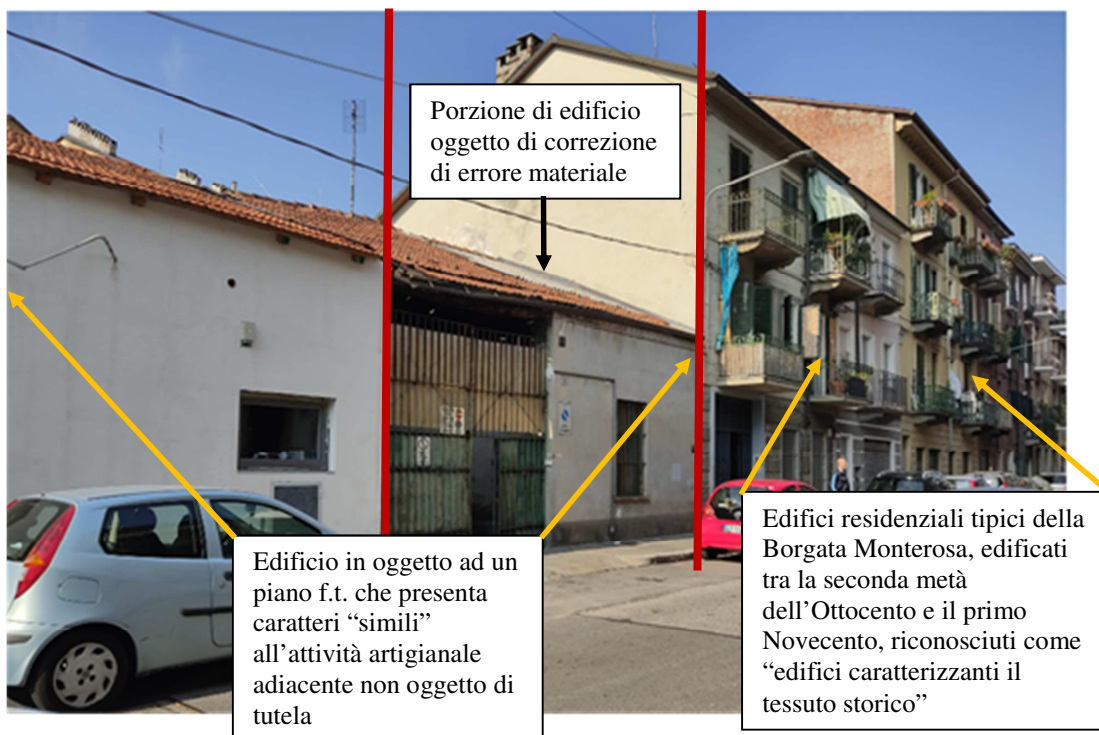 Porzione di edificio
oggetto di correzione
di errore materiale
Edificio in oggetto ad un
piano f.t. che presenta
caratteri “simili”
all’attività artigianale
adiacente non oggetto di
tutela
Edifici residenziali tipici della
Borgata Monterosa, edificati
tra la seconda metà
dell’Ottocento e il primo
Novecento, riconosciuti come
“edifici caratterizzanti il
tessuto storico”